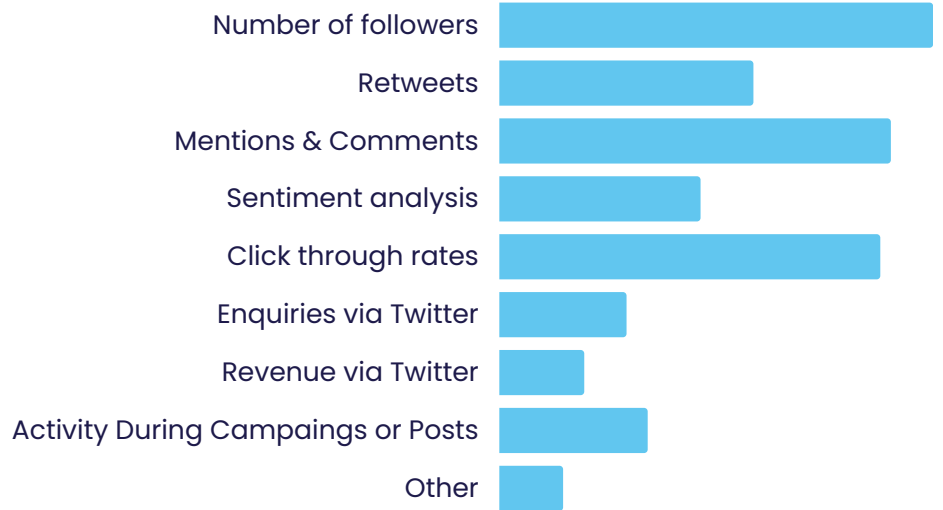 Number of followers
Retweets
Mentions & Comments
Sentiment analysis
Click through rates
Enquiries via Twitter
Revenue via Twitter
Activity During Campaings or Posts
Other